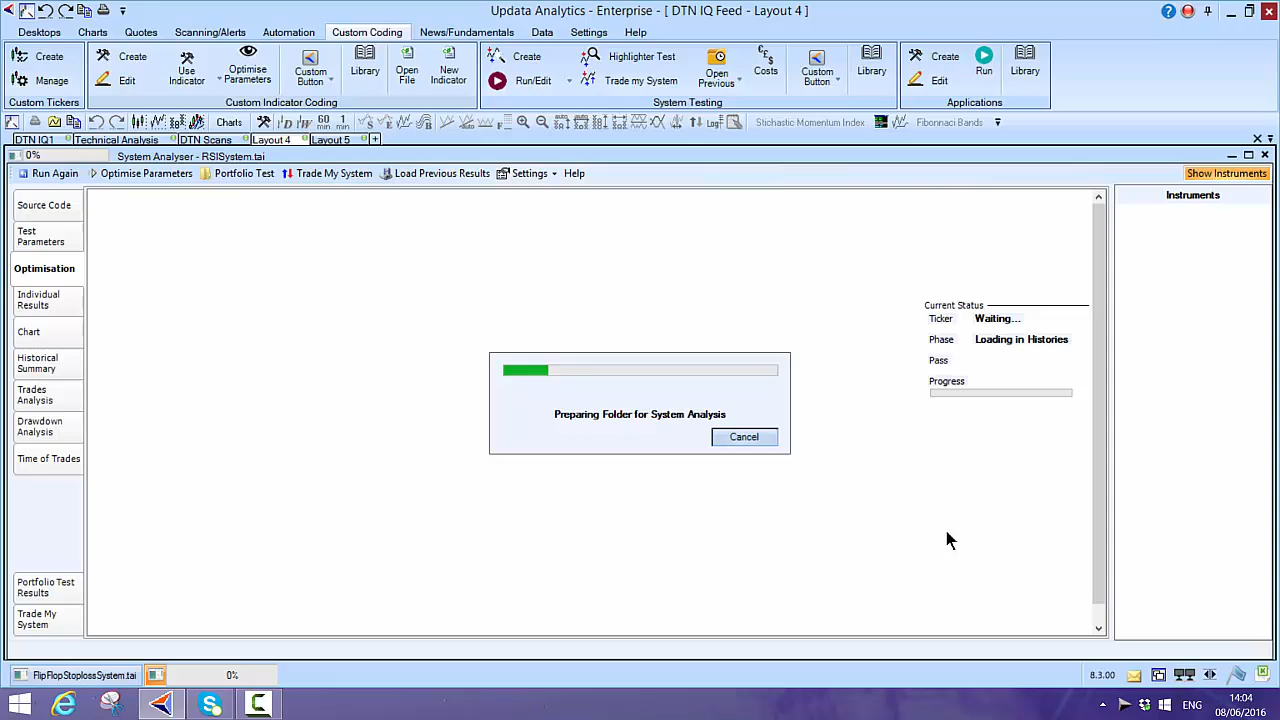 Updata Analytics - Enterprise - [ DTN IQ Feed - Layout 4 ]
Desktops Charts Quotes Scanning/Alerts Automation Custom Coding News/Fundamentals Data Settings Help
Create
Manage
Custom Tickers
Create
Edit
Use Indicator
Optimise Parameters
Custom Button
Library
Open File
New Indicator
Custom Indicator Coding
Create
Run/Edit
Highlighter Test
Trade my System
Open Previous
Costs
Custom Button
Library
System Testing
Create
Edit
Run
Library
Applications
Charts
60 min
1 min
Stochastic Momentum Index
Fibonacci Bands
DTN IQ1 Technical Analysis DTN Scans Layout 4 Layout 5 +
0% System Analyser - RSISystem.tai
Run Again Optimise Parameters Portfolio Test Trade My System Load Previous Results Settings Help Show Instruments
Source Code
Test
Parameters
Optimisation
Individual
Results
Chart
Historical
Summary
Trades
Analysis
Drawdown
Analysis
Time of Trades
Portfolio Test
Results
Trade My
System
Instruments
Current Status
Ticker Waiting...
Phase Loading in Histories
Pass
Progress
Preparing Folder for System Analysis
Cancel
FlipFlopStoplossSystem.tai 0% 8.3.00
ENG
14:04
08/06/2016